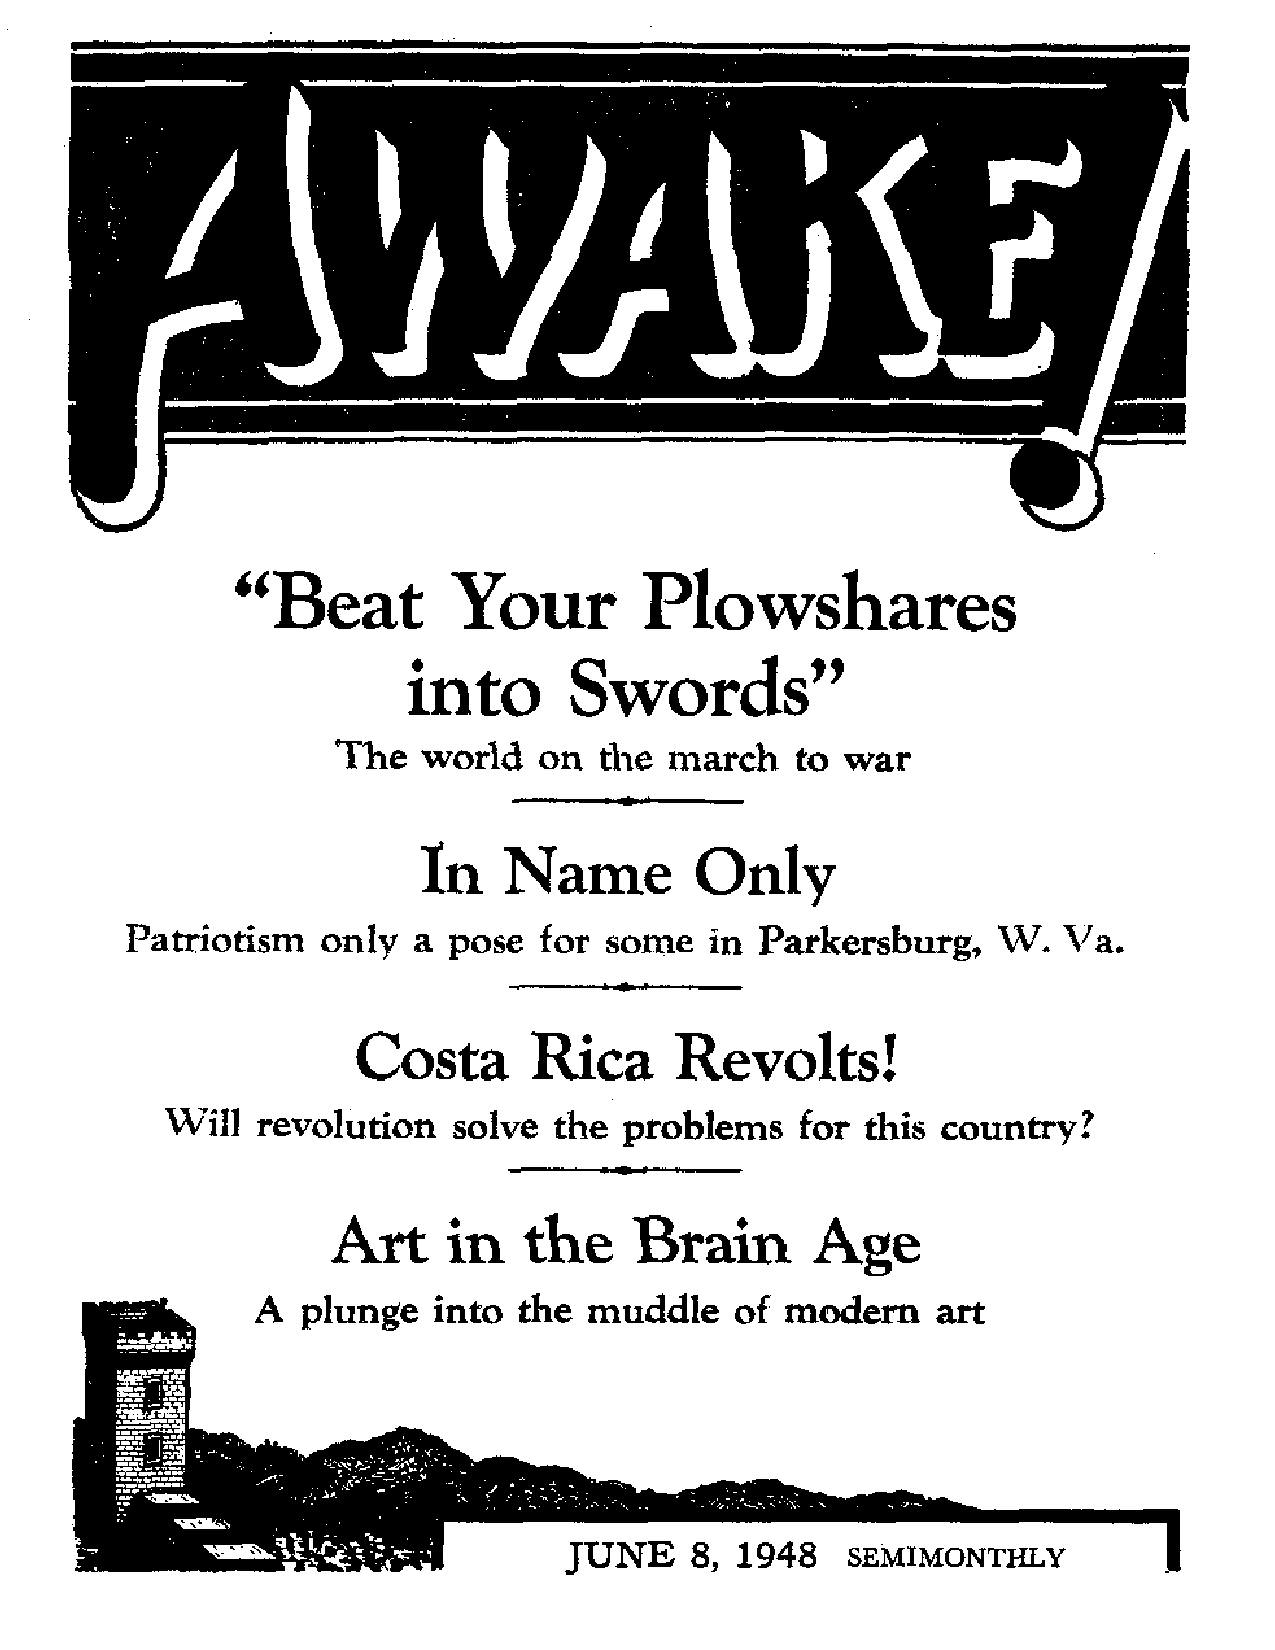 AWAKE!
“Beat Your Plowshares
into Swords”
The world on the march to war
In Name Only
Patriotism only a pose for some in Parkersburg, W. Va.
Costa Rica Revolts!
Will revolution solve the problems for this country?
Art in the Brain Age
A plunge into the muddle of modern art
JUNE 8, 1948 SEMIMONTHLY